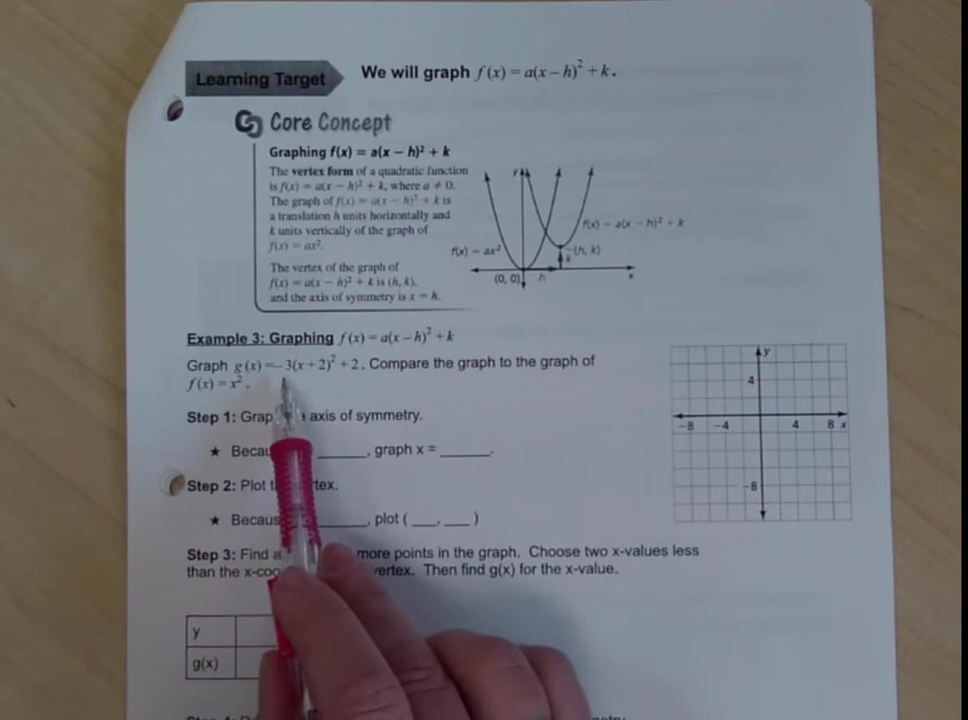 Learning Target
We will graph f(x) = a(x – h)² + k.
Core Concept
Graphing f(x) = a(x − h)² + k
The vertex form of a quadratic function
is f(x) = a(x − h)² + k, where a ≠ 0.
The graph of f(x) = a(x − h)² + k is
a translation h units horizontally and
k units vertically of the graph of
f(x) = ax².
The vertex of the graph of
f(x) = a(x − h)² + k is (h, k),
and the axis of symmetry is x = h.
y
f(x) = a(x − h)² + k
f(x) = ax²
(h, k)
k
(0, 0)
h
x
Example 3: Graphing f(x) = a(x – h)² + k
Graph g(x) = – 3(x + 2)² + 2. Compare the graph to the graph of
f(x) = x².
Step 1: axis of symmetry.
★ ______, graph x = ______.
Step 2: Plot
★ ______, plot ( ___, ___ )
Step 3: Find more points in the graph. Choose two x-values less
than the vertex. Then find g(x) for the x-value.
y
g(x)
y
4
−8 −4 4 8 x
−8